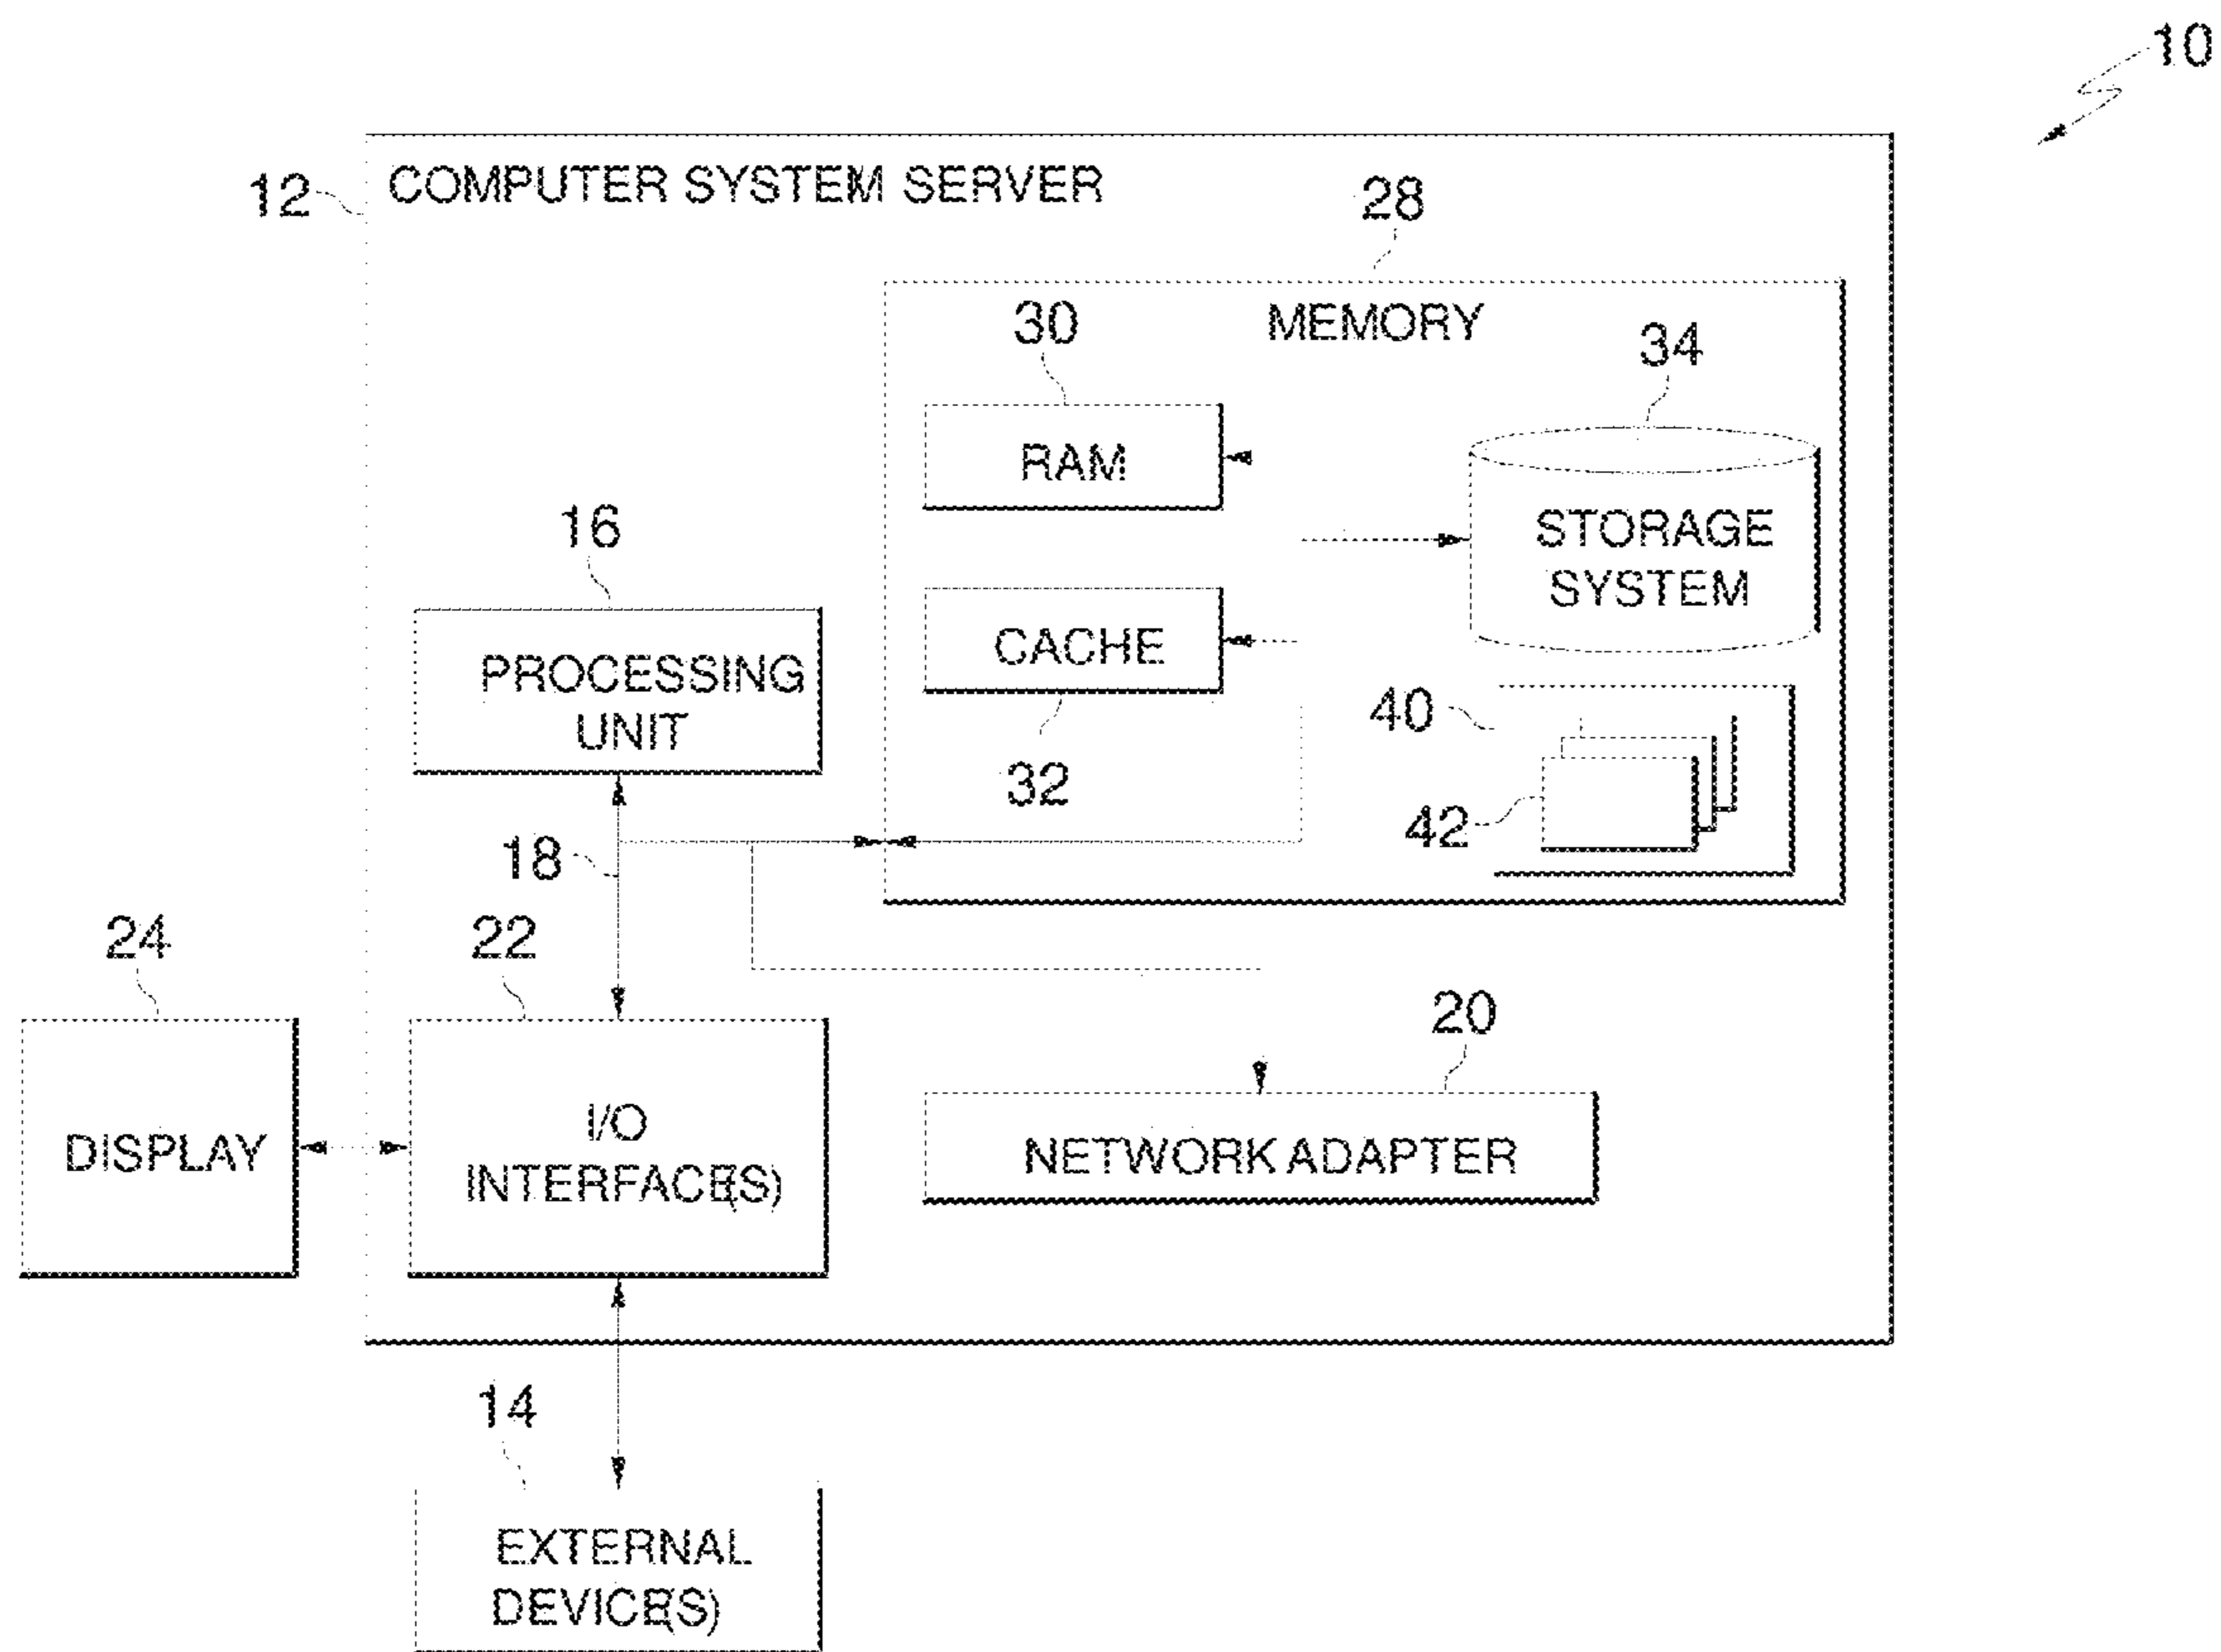 10
12
COMPUTER SYSTEM SERVER
28
MEMORY
30
RAM
34
STORAGE
SYSTEM
16
PROCESSING
UNIT
CACHE
32
40
42
18
24
DISPLAY
22
I/O
INTERFACE(S)
20
NETWORK ADAPTER
14
EXTERNAL
DEVICE(S)